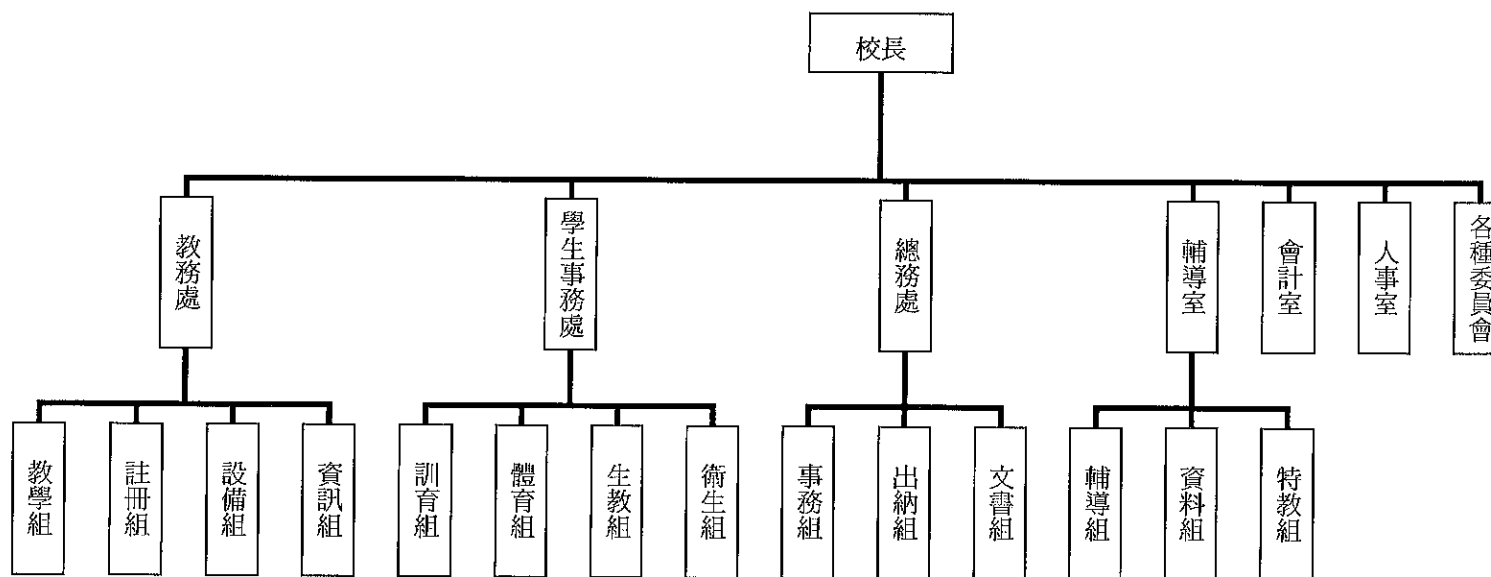 校長
教務處
學生事務處
總務處
輔導室
會計室
人事室
各種委員會
教學組
註冊組
設備組
資訊組
訓育組
體育組
生教組
衛生組
事務組
出納組
文書組
輔導組
資料組
特教組